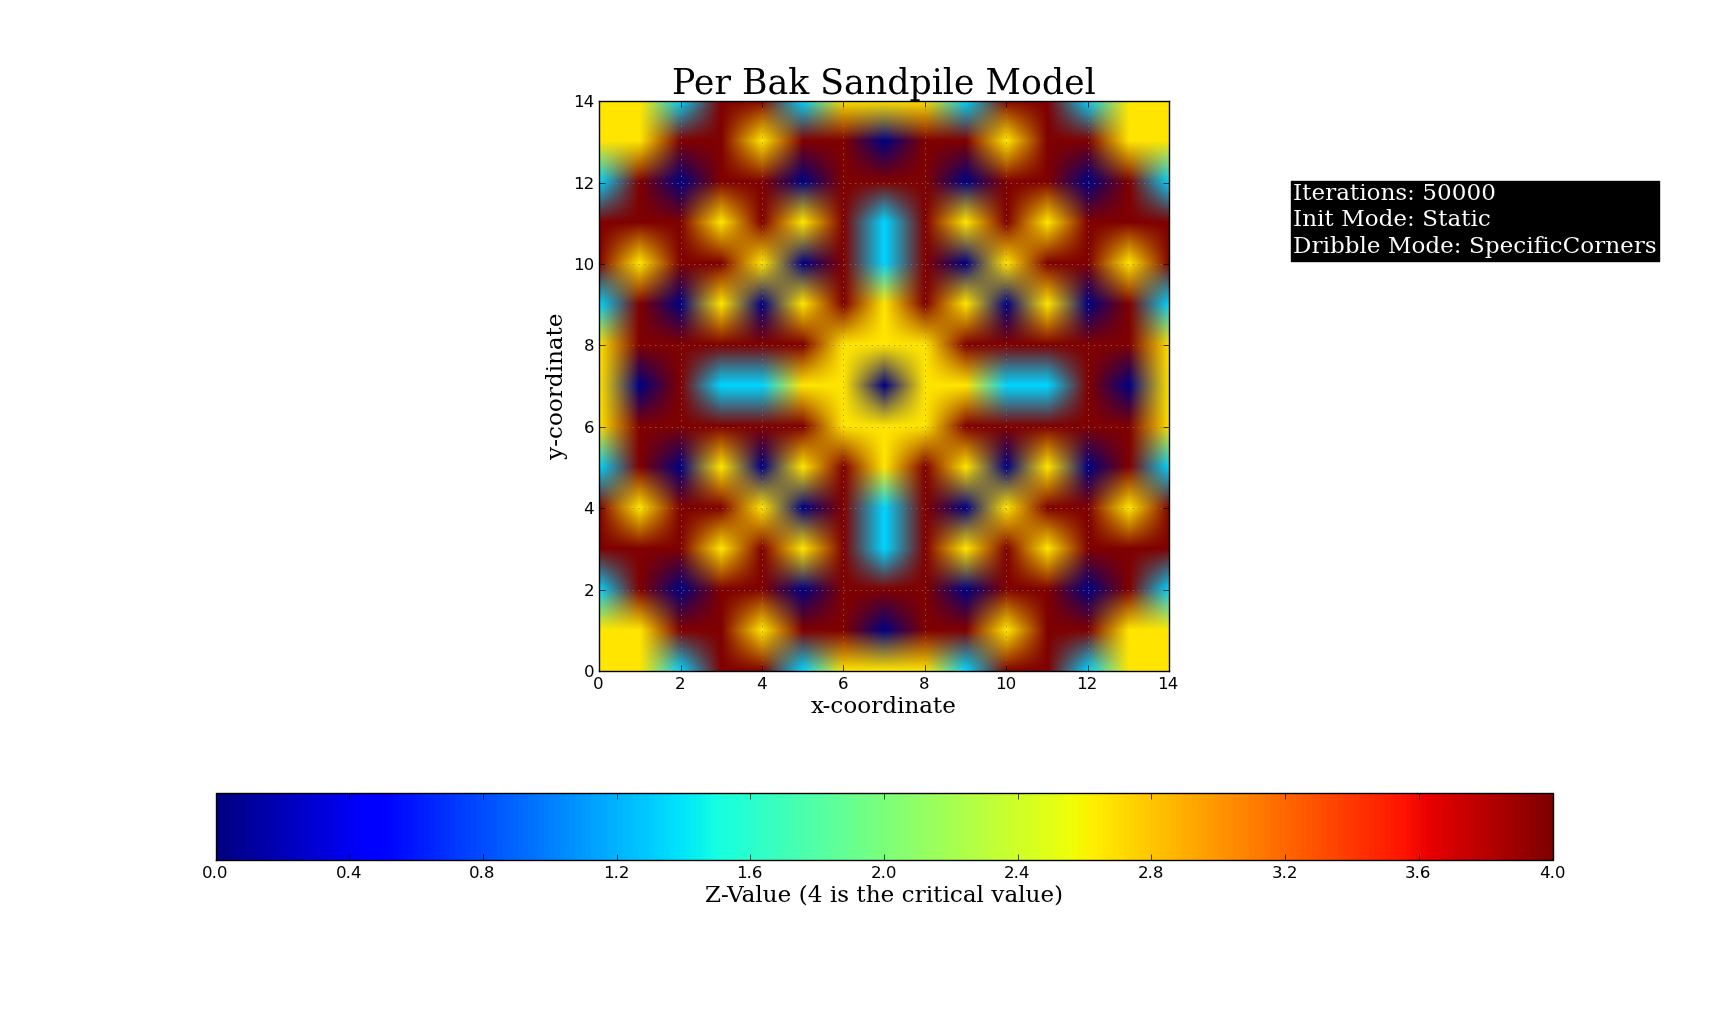 Per Bak Sandpile Model
14
12
10
8
6
4
2
0
y-coordinate
0 2 4 6 8 10 12 14
x-coordinate
Iterations: 50000
Init Mode: Static
Dribble Mode: SpecificCorners
0.0 0.4 0.8 1.2 1.6 2.0 2.4 2.8 3.2 3.6 4.0
Z-Value (4 is the critical value)